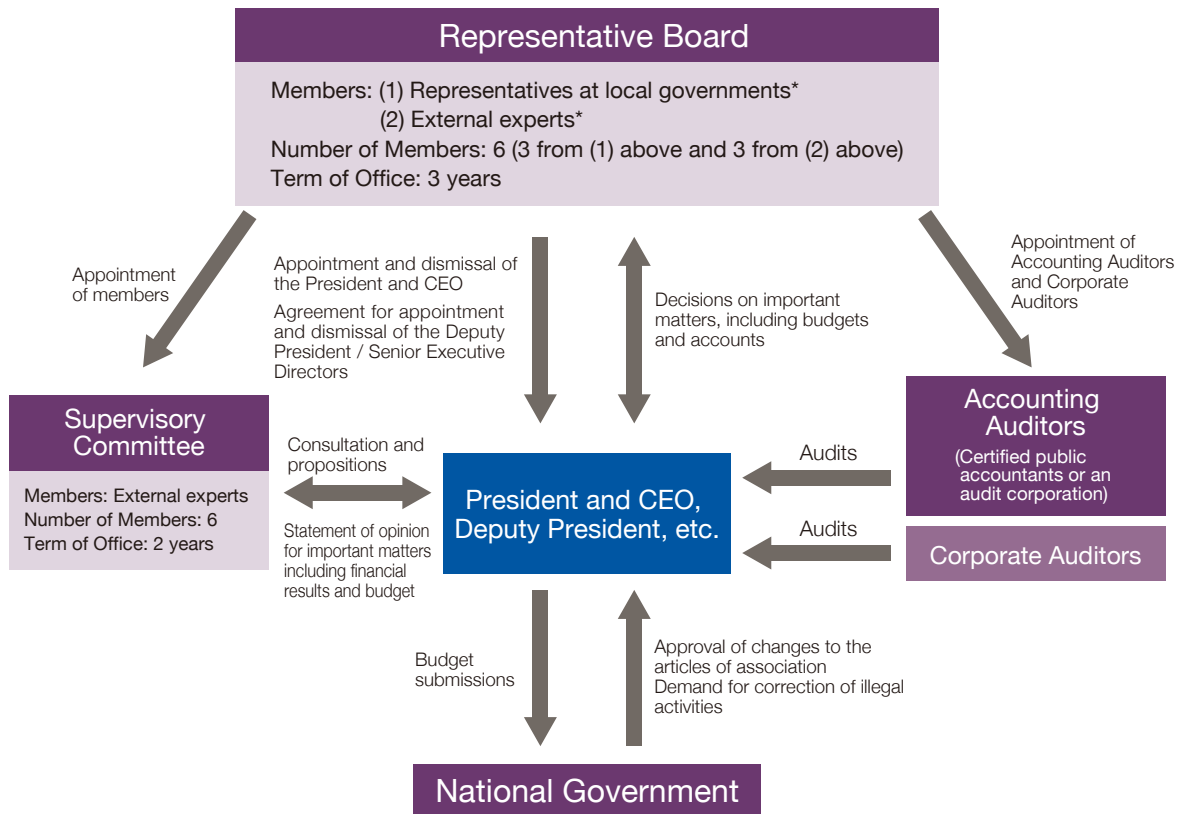 Representative Board
Members: (1) Representatives at local governments*
(2) External experts*
Number of Members: 6 (3 from (1) above and 3 from (2) above)
Term of Office: 3 years
Appointment
of members
Appointment and dismissal of
the President and CEO
Agreement for appointment
and dismissal of the Deputy
President / Senior Executive
Directors
Decisions on important
matters, including budgets
and accounts
Appointment of
Accounting Auditors
and Corporate
Auditors
Supervisory
Committee
Members: External experts
Number of Members: 6
Term of Office: 2 years
Consultation and
propositions
Statement of opinion
for important matters
including financial
results and budget
President and CEO,
Deputy President, etc.
Audits
Audits
Accounting
Auditors
(Certified public
accountants or an
audit corporation)
Corporate Auditors
Budget
submissions
Approval of changes to the
articles of association
Demand for correction of illegal
activities
National Government